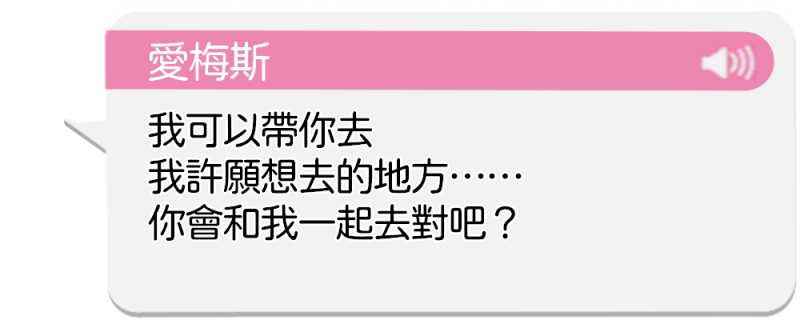 愛梅斯
我可以帶你去
我許願想去的地方……
你會和我一起去對吧？